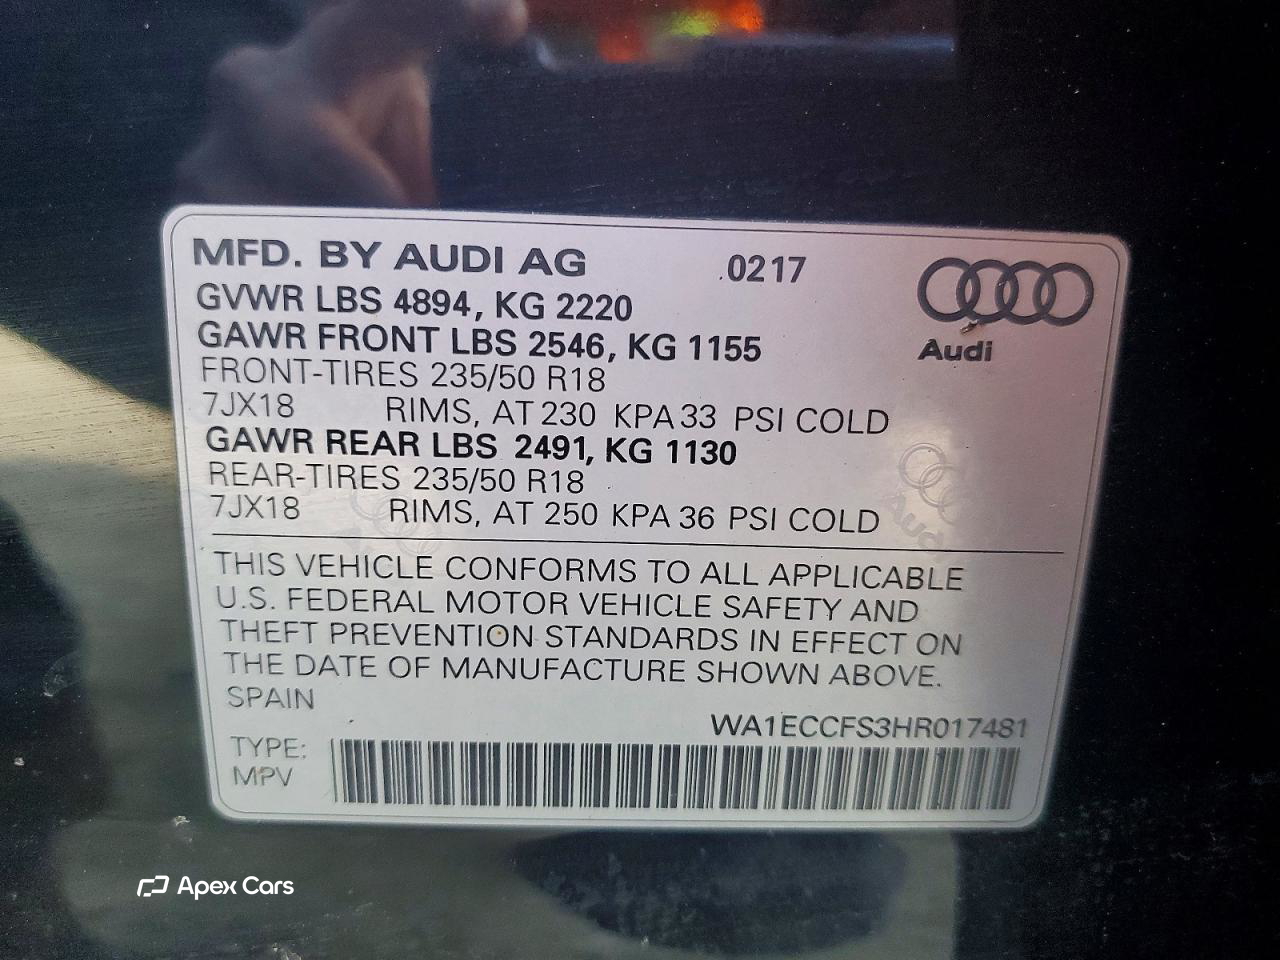 MFD. BY AUDI AG .0217
GVWR LBS 4894, KG 2220
GAWR FRONT LBS 2546, KG 1155
Audi
FRONT-TIRES 235/50 R18
7JX18 RIMS, AT 230 KPA 33 PSI COLD
GAWR REAR LBS 2491, KG 1130
REAR-TIRES 235/50 R18
7JX18 RIMS, AT 250 KPA 36 PSI COLD
Audi
THIS VEHICLE CONFORMS TO ALL APPLICABLE
U.S. FEDERAL MOTOR VEHICLE SAFETY AND
THEFT PREVENTION STANDARDS IN EFFECT ON
THE DATE OF MANUFACTURE SHOWN ABOVE.
SPAIN
WA1ECCFS3HR017481
TYPE:
MPV
Apex Cars